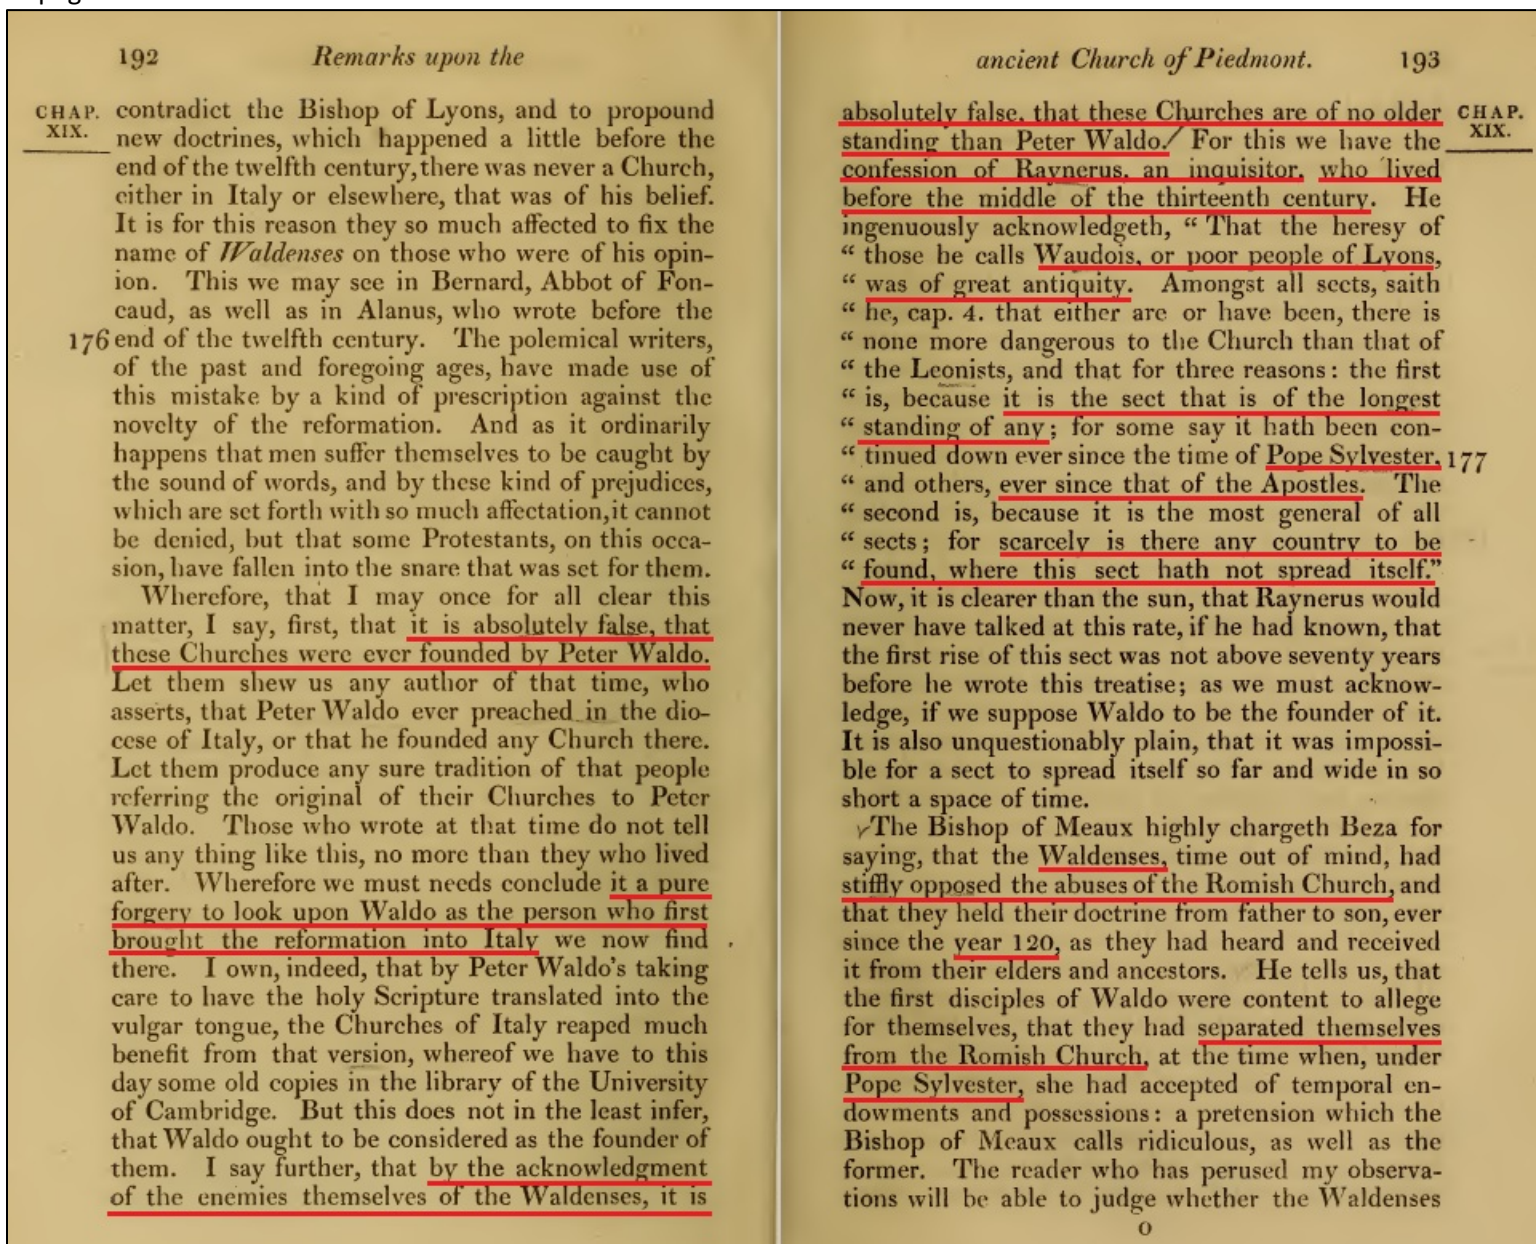 192 Remarks upon the
CHAP.
XIX.
contradict the Bishop of Lyons, and to propound
new doctrines, which happened a little before the
end of the twelfth century, there was never a Church,
either in Italy or elsewhere, that was of his belief.
It is for this reason they so much affected to fix the
name of Waldenses on those who were of his opin-
ion. This we may see in Bernard, Abbot of Fon-
caud, as well as in Alanus, who wrote before the
176 end of the twelfth century. The polemical writers,
of the past and foregoing ages, have made use of
this mistake by a kind of prescription against the
novelty of the reformation. And as it ordinarily
happens that men suffer themselves to be caught by
the sound of words, and by these kind of prejudices,
which are set forth with so much affectation, it cannot
be denied, but that some Protestants, on this occa-
sion, have fallen into the snare that was set for them.
Wherefore, that I may once for all clear this
matter, I say, first, that it is absolutely false, that
these Churches were ever founded by Peter Waldo.
Let them shew us any author of that time, who
asserts, that Peter Waldo ever preached in the dio-
cese of Italy, or that he founded any Church there.
Let them produce any sure tradition of that people
referring the original of their Churches to Peter
Waldo. Those who wrote at that time do not tell
us any thing like this, no more than they who lived
after. Wherefore we must needs conclude it a pure
forgery to look upon Waldo as the person who first
brought the reformation into Italy we now find
there. I own, indeed, that by Peter Waldo's taking
care to have the holy Scripture translated into the
vulgar tongue, the Churches of Italy reaped much
benefit from that version, whereof we have to this
day some old copies in the library of the University
of Cambridge. But this does not in the least infer,
that Waldo ought to be considered as the founder of
them. I say further, that by the acknowledgment
of the enemies themselves of the Waldenses, it is
ancient Church of Piedmont. 193
CHAP.
XIX.
absolutely false, that these Churches are of no older
standing than Peter Waldo. For this we have the
confession of Raynerus, an inquisitor, who lived
before the middle of the thirteenth century. He
ingenuously acknowledgeth, “ That the heresy of
“ those he calls Waudois, or poor people of Lyons,
“ was of great antiquity. Amongst all sects, saith
“ he, cap. 4. that either are or have been, there is
“ none more dangerous to the Church than that of
“ the Leonists, and that for three reasons: the first
“ is, because it is the sect that is of the longest
“ standing of any; for some say it hath been con-
“ tinued down ever since the time of Pope Sylvester, 177
“ and others, ever since that of the Apostles. The
“ second is, because it is the most general of all
“ sects; for scarcely is there any country to be
“ found, where this sect hath not spread itself.”
Now, it is clearer than the sun, that Raynerus would
never have talked at this rate, if he had known, that
the first rise of this sect was not above seventy years
before he wrote this treatise; as we must acknow-
ledge, if we suppose Waldo to be the founder of it.
It is also unquestionably plain, that it was impossi-
ble for a sect to spread itself so far and wide in so
short a space of time.
The Bishop of Meaux highly chargeth Beza for
saying, that the Waldenses, time out of mind, had
stiffly opposed the abuses of the Romish Church, and
that they held their doctrine from father to son, ever
since the year 120, as they had heard and received
it from their elders and ancestors. He tells us, that
the first disciples of Waldo were content to allege
for themselves, that they had separated themselves
from the Romish Church, at the time when, under
Pope Sylvester, she had accepted of temporal en-
dowments and possessions: a pretension which the
Bishop of Meaux calls ridiculous, as well as the
former. The reader who has perused my observa-
tions will be able to judge whether the Waldenses
O